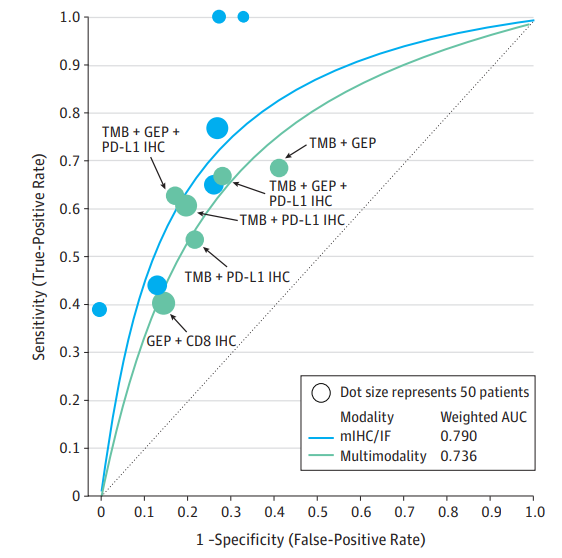 Sensitivity (True-Positive Rate)
1.0
0.9
0.8
0.7
0.6
0.5
0.4
0.3
0.2
0.1
0
TMB + GEP +
PD-L1 IHC
TMB + GEP
TMB + GEP +
PD-L1 IHC
TMB + PD-L1 IHC
TMB + PD-L1 IHC
GEP + CD8 IHC
Dot size represents 50 patients
Modality Weighted AUC
mIHC/IF 0.790
Multimodality 0.736
0 0.1 0.2 0.3 0.4 0.5 0.6 0.7 0.8 0.9 1.0
1 -Specificity (False-Positive Rate)